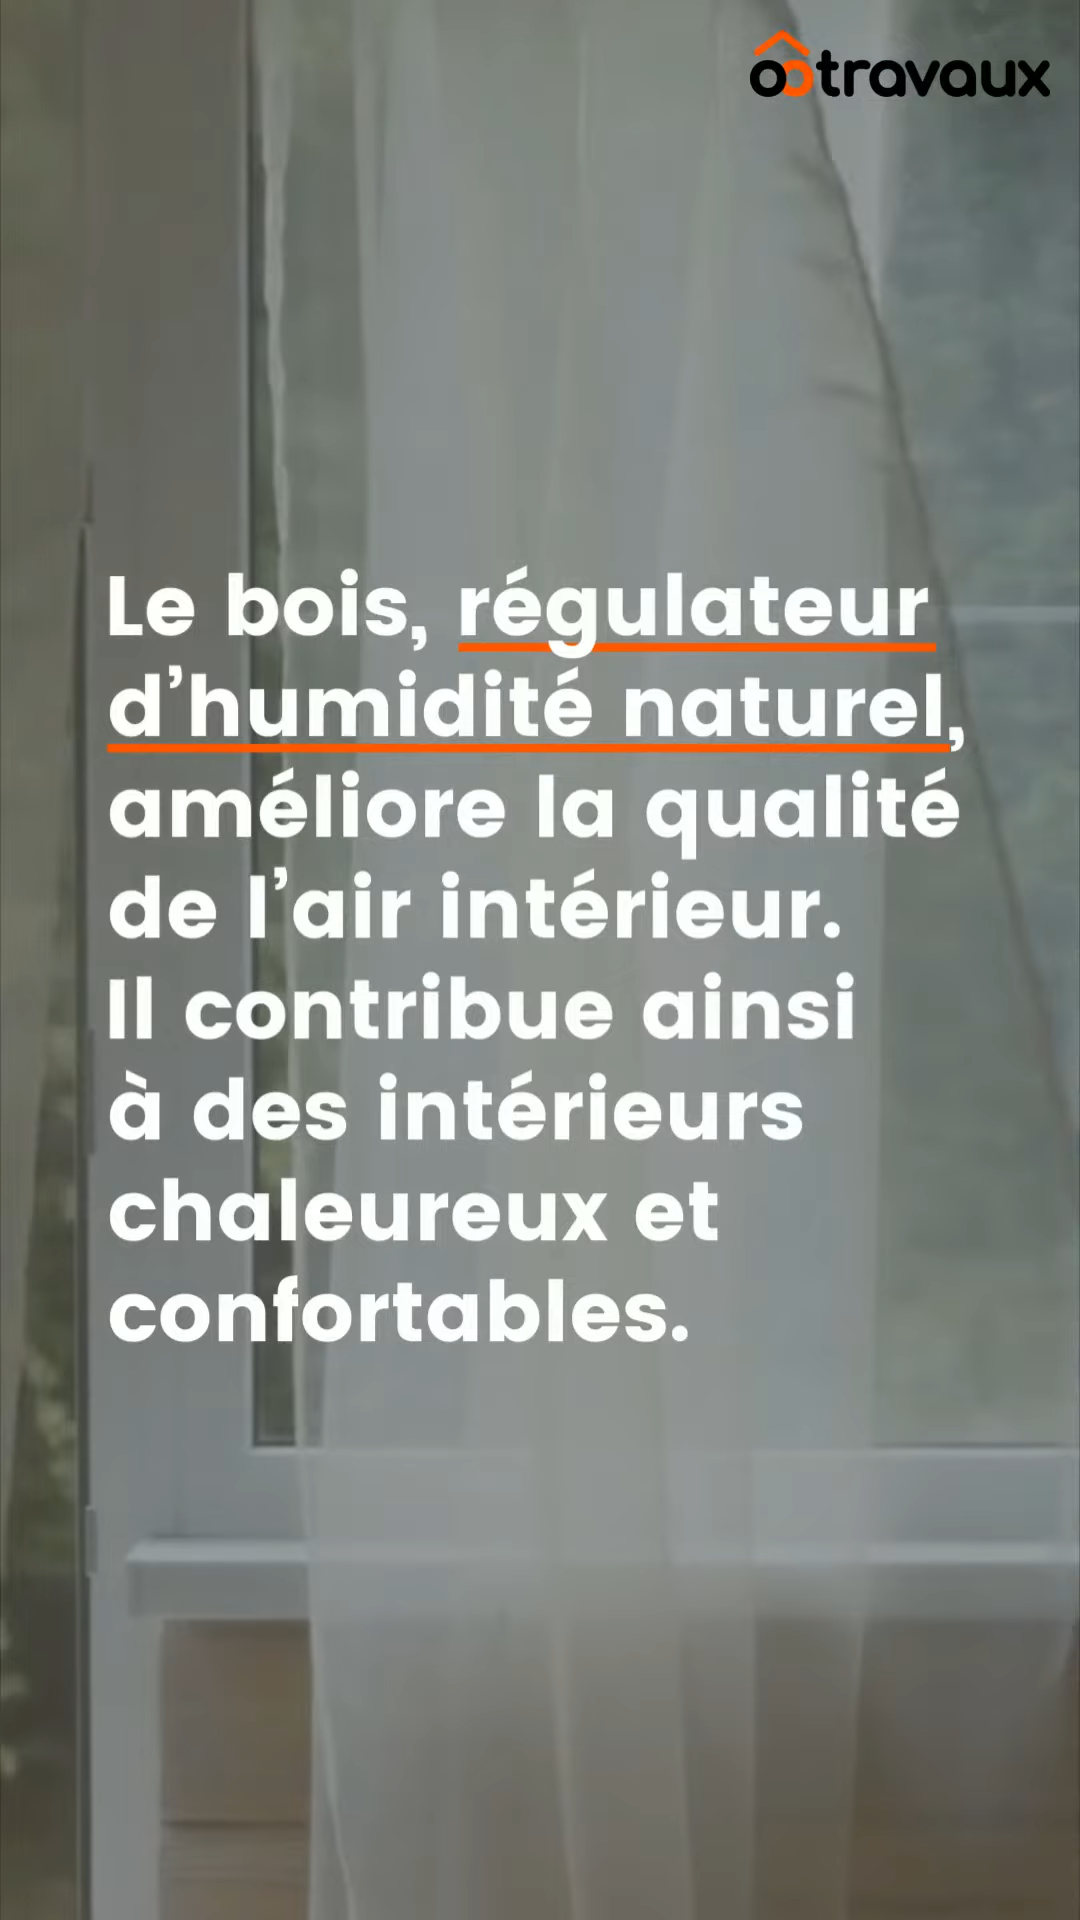 ootravaux
Le bois, régulateur
d’humidité naturel,
améliore la qualité
de l’air intérieur.
Il contribue ainsi
à des intérieurs
chaleureux et
confortables.